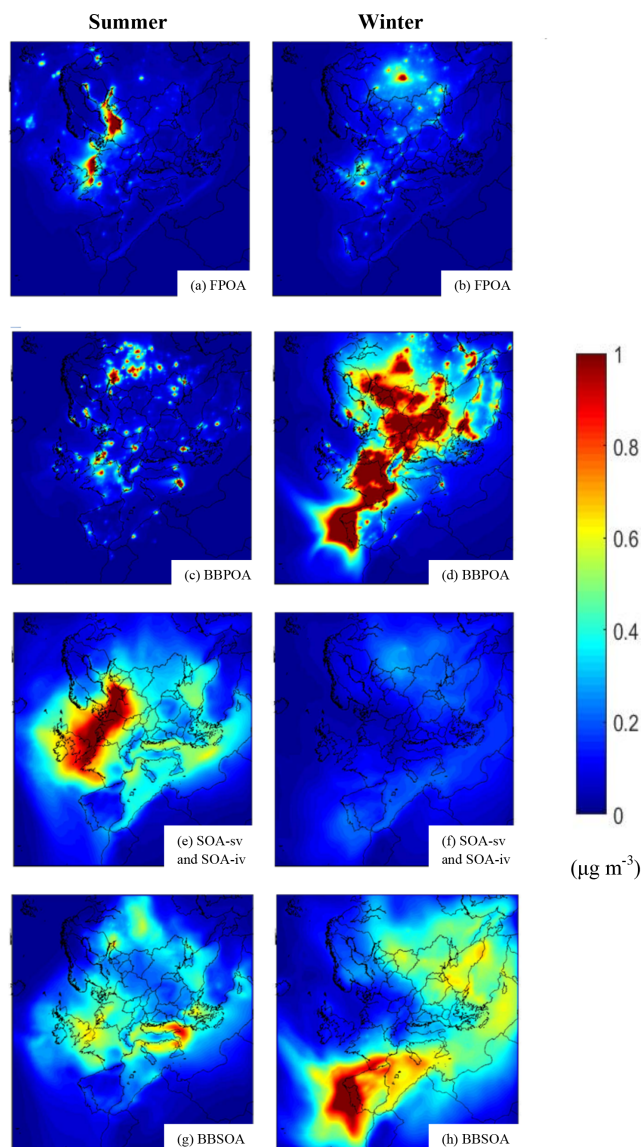 Summer Winter
(a) FPOA (b) FPOA
(c) BBPOA (d) BBPOA
1
0.8
0.6
0.4
0.2
0
(μg m-3)
(e) SOA-sv
and SOA-iv
(f) SOA-sv
and SOA-iv
(g) BBSOA (h) BBSOA